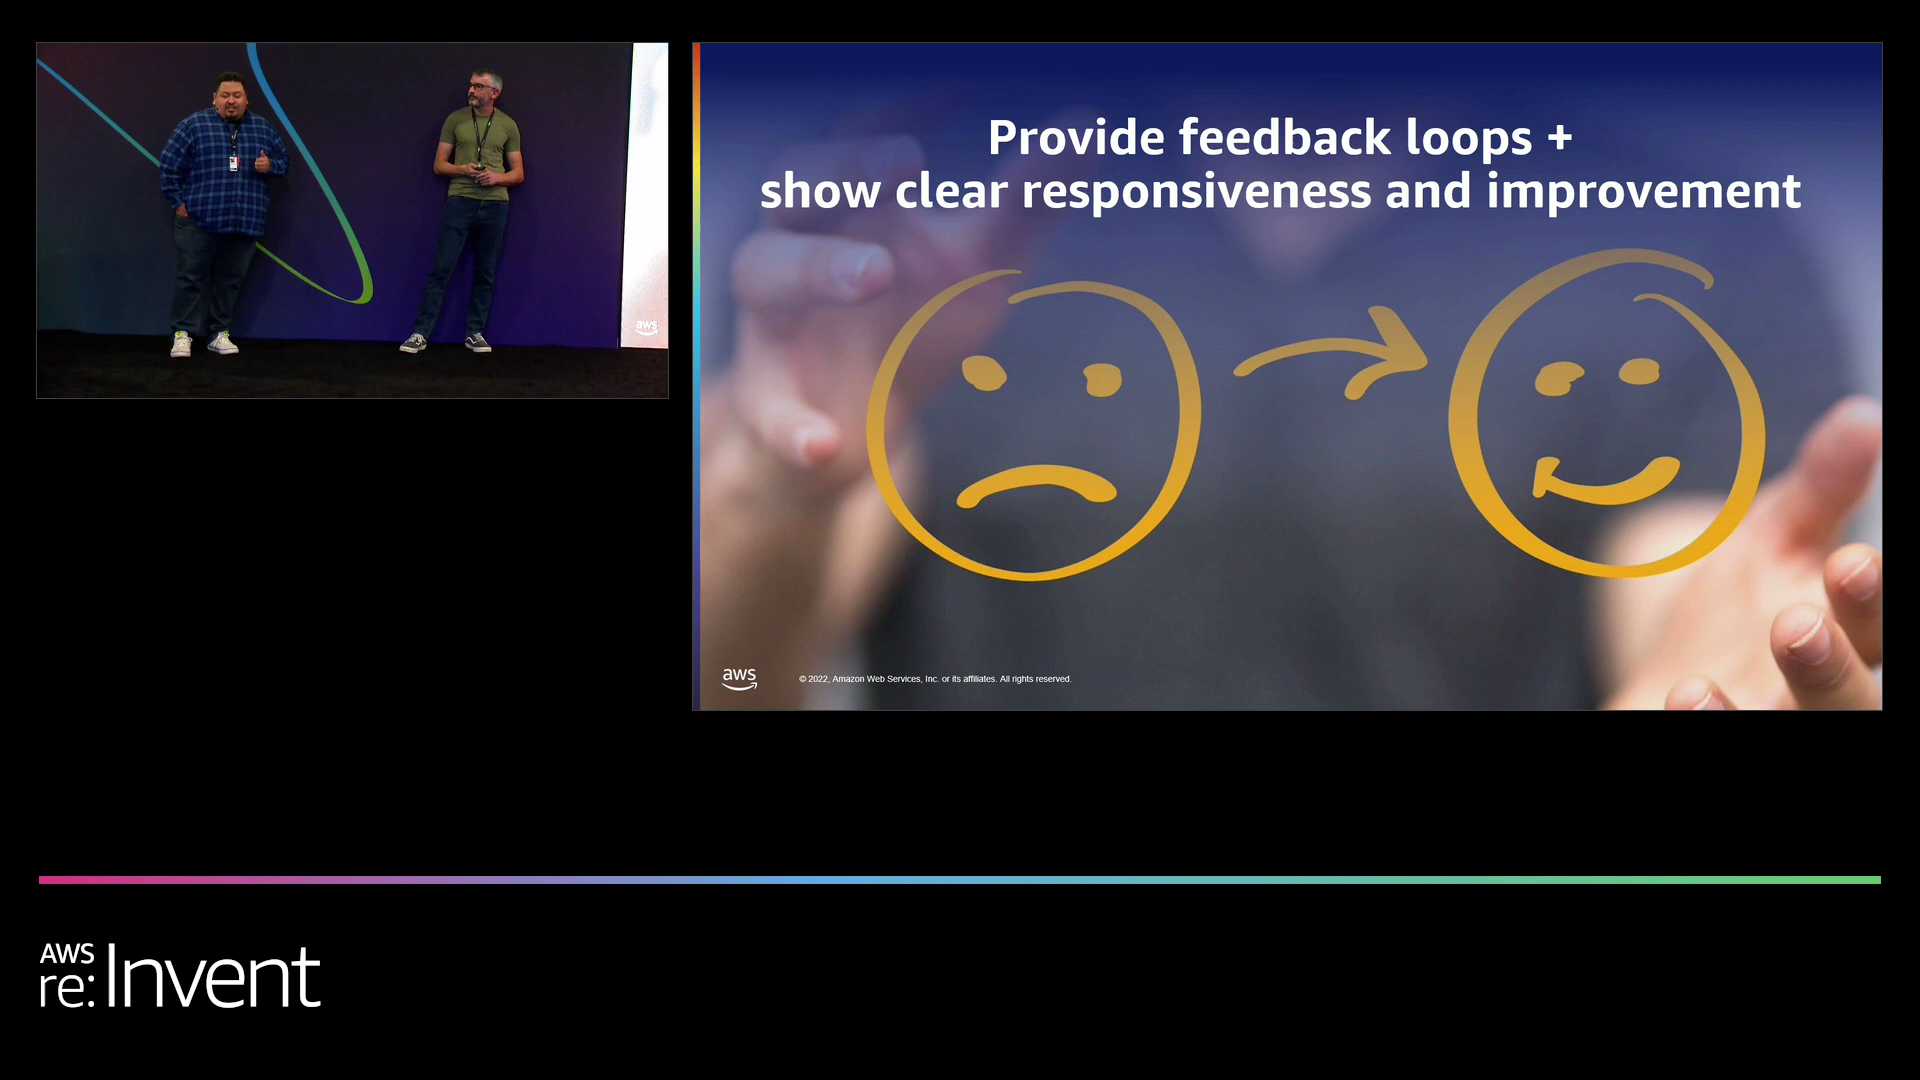 aws
Provide feedback loops +
show clear responsiveness and improvement
aws
© 2022, Amazon Web Services, Inc. or its affiliates. All rights reserved.
AWS
re:Invent